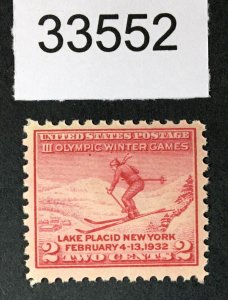 33552
UNITED STATES POSTAGE
III OLYMPIC WINTER GAMES
LAKE PLACID NEW YORK
FEBRUARY 4-13, 1932
2 TWO CENTS 2